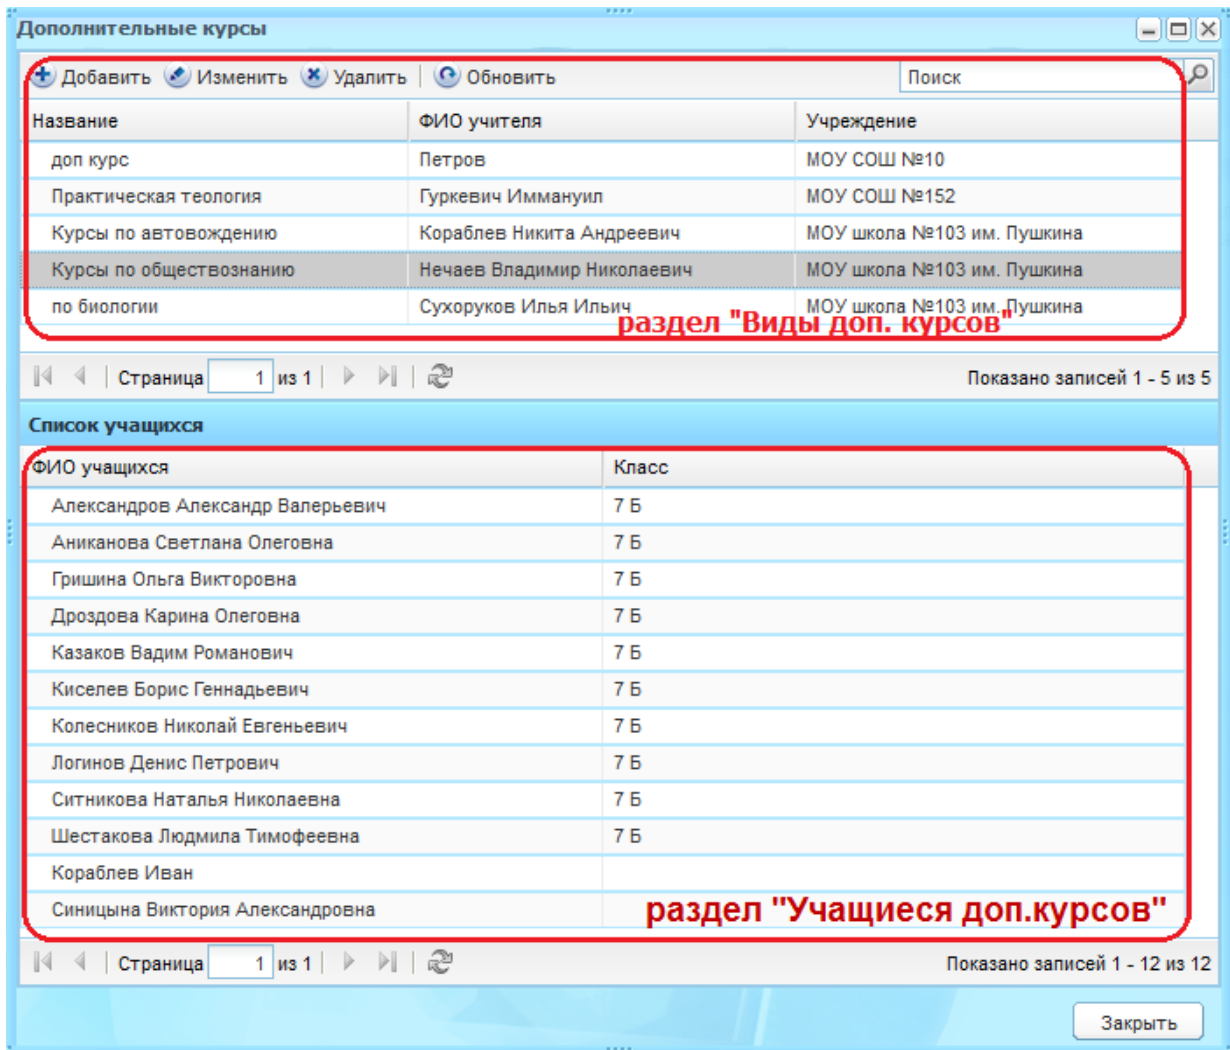 Дополнительные курсы
Добавить Изменить Удалить Обновить Поиск
Название ФИО учителя Учреждение
доп курс Петров МОУ СОШ №10
Практическая теология Гуркевич Иммануил МОУ СОШ №152
Курсы по автовождению Кораблев Никита Андреевич МОУ школа №103 им. Пушкина
Курсы по обществознанию Нечаев Владимир Николаевич МОУ школа №103 им. Пушкина
по биологии Сухоруков Илья Ильич МОУ школа №103 им. Пушкина
раздел "Виды доп. курсов"
Страница 1 из 1 Показано записей 1 - 5 из 5
Список учащихся
ФИО учащихся Класс
Александров Александр Валерьевич 7 Б
Аниканова Светлана Олеговна 7 Б
Гришина Ольга Викторовна 7 Б
Дроздова Карина Олеговна 7 Б
Казаков Вадим Романович 7 Б
Киселев Борис Геннадьевич 7 Б
Колесников Николай Евгеньевич 7 Б
Логинов Денис Петрович 7 Б
Ситникова Наталья Николаевна 7 Б
Шестакова Людмила Тимофеевна 7 Б
Кораблев Иван
Синицына Виктория Александровна
раздел "Учащиеся доп.курсов"
Страница 1 из 1 Показано записей 1 - 12 из 12
Закрыть